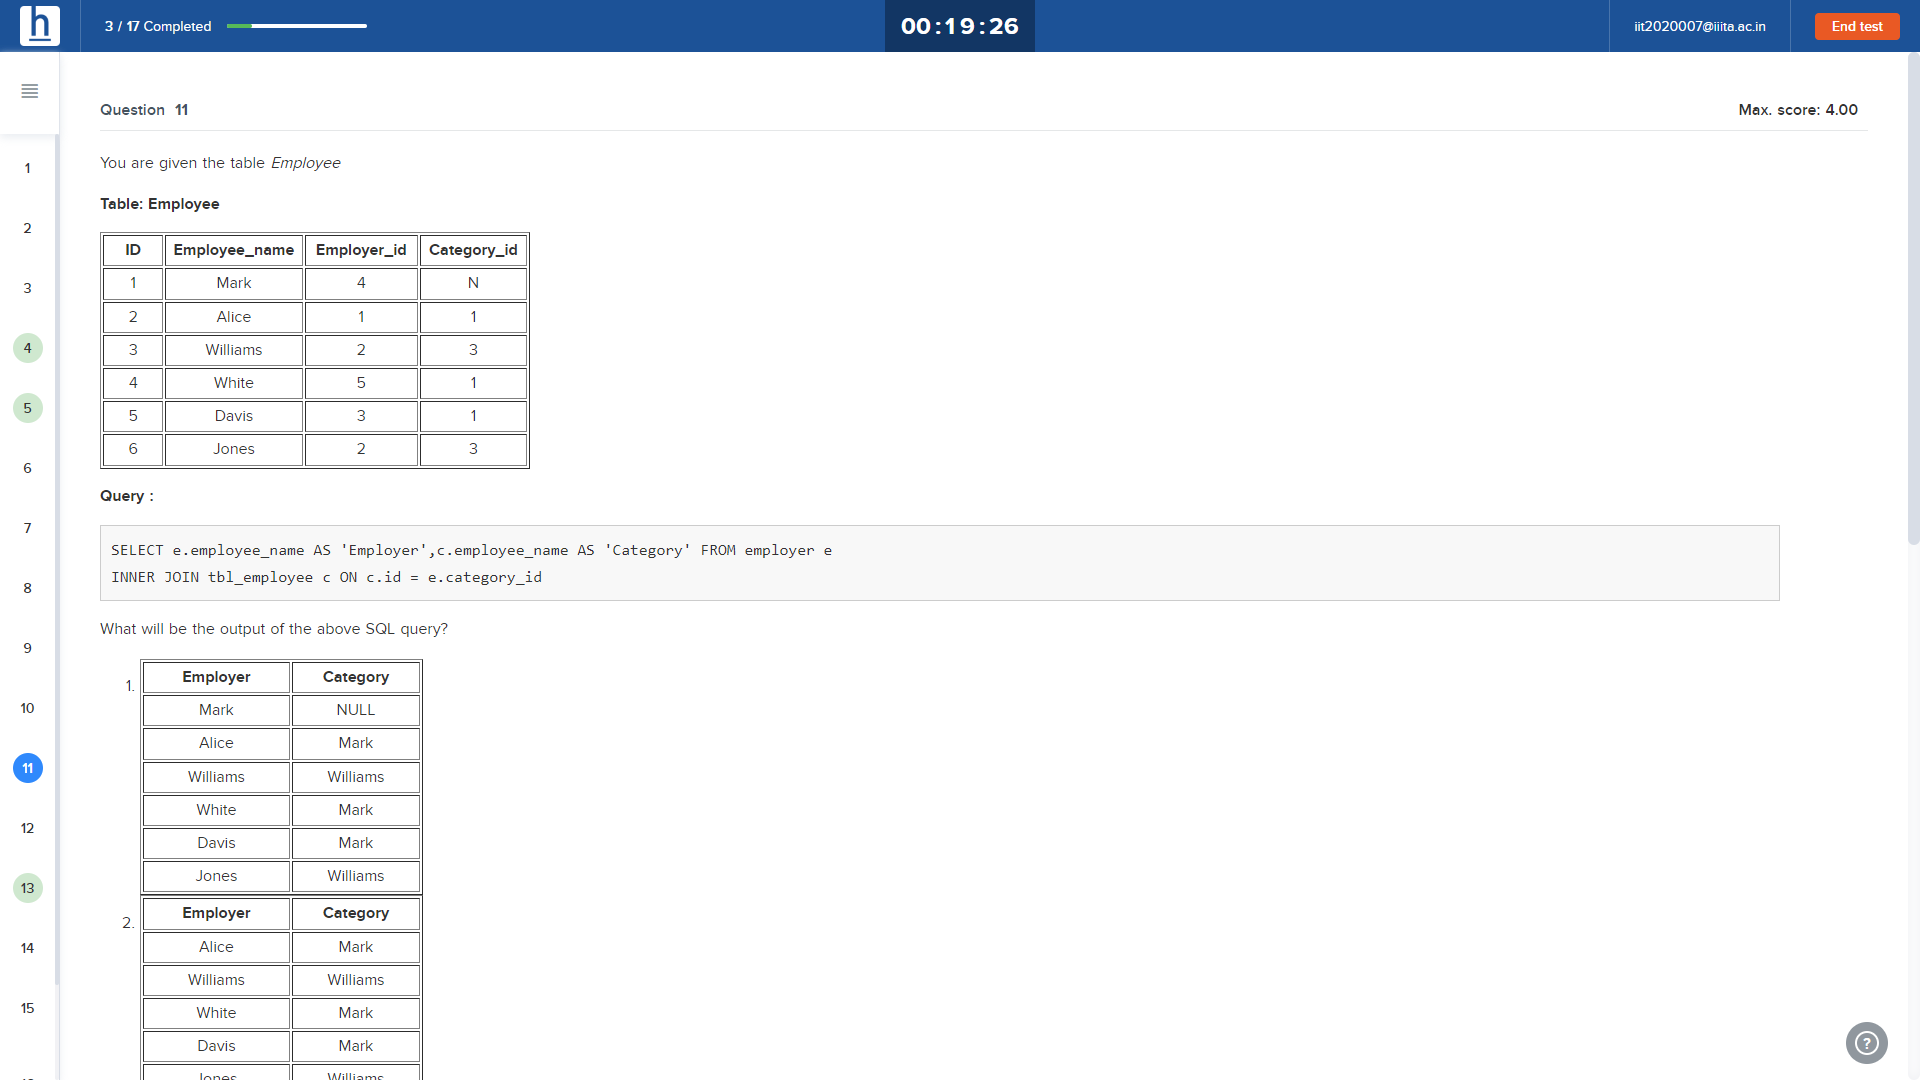 h
3 / 17 Completed
00:19:26
iit2020007@iiita.ac.in
End test
Question 11
Max. score: 4.00
You are given the table Employee
Table: Employee
ID Employee_name Employer_id Category_id
1 Mark 4 N
2 Alice 1 1
3 Williams 2 3
4 White 5 1
5 Davis 3 1
6 Jones 2 3
Query :
SELECT e.employee_name AS 'Employer',c.employee_name AS 'Category' FROM employer e
INNER JOIN tbl_employee c ON c.id = e.category_id
What will be the output of the above SQL query?
1.
Employer Category
Mark NULL
Alice Mark
Williams Williams
White Mark
Davis Mark
Jones Williams
2.
Employer Category
Alice Mark
Williams Williams
White Mark
Davis Mark
Jones Williams
1
2
3
4
5
6
7
8
9
10
11
12
13
14
15
?